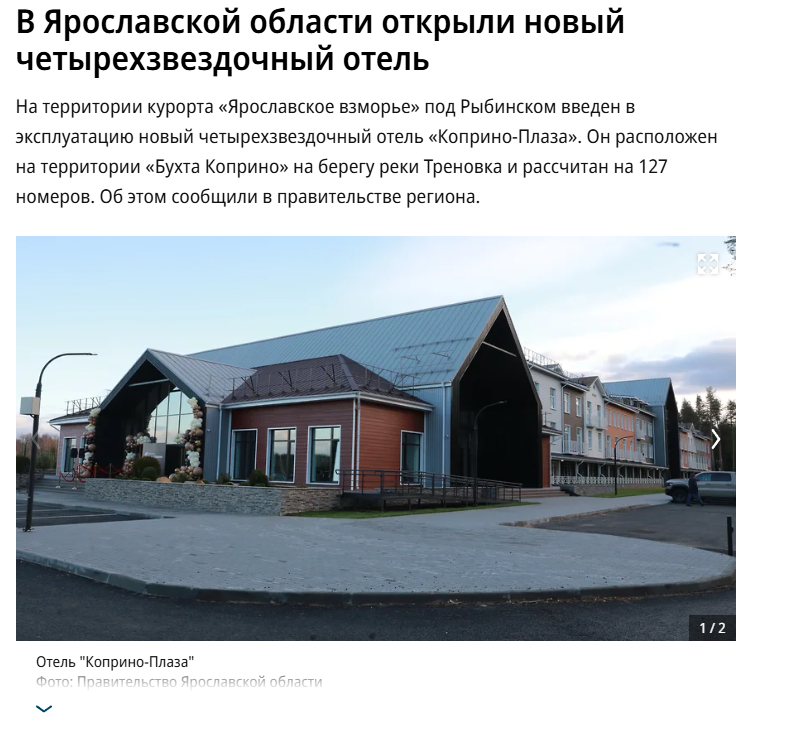 В Ярославской области открыли новый
четырехзвездочный отель
На территории курорта «Ярославское взморье» под Рыбинском введен в
эксплуатацию новый четырехзвездочный отель «Коприно-Плаза». Он расположен
на территории «Бухта Коприно» на берегу реки Треновка и рассчитан на 127
номеров. Об этом сообщили в правительстве региона.
1 / 2
Отель "Коприно-Плаза"
Фото: Правительство Ярославской области